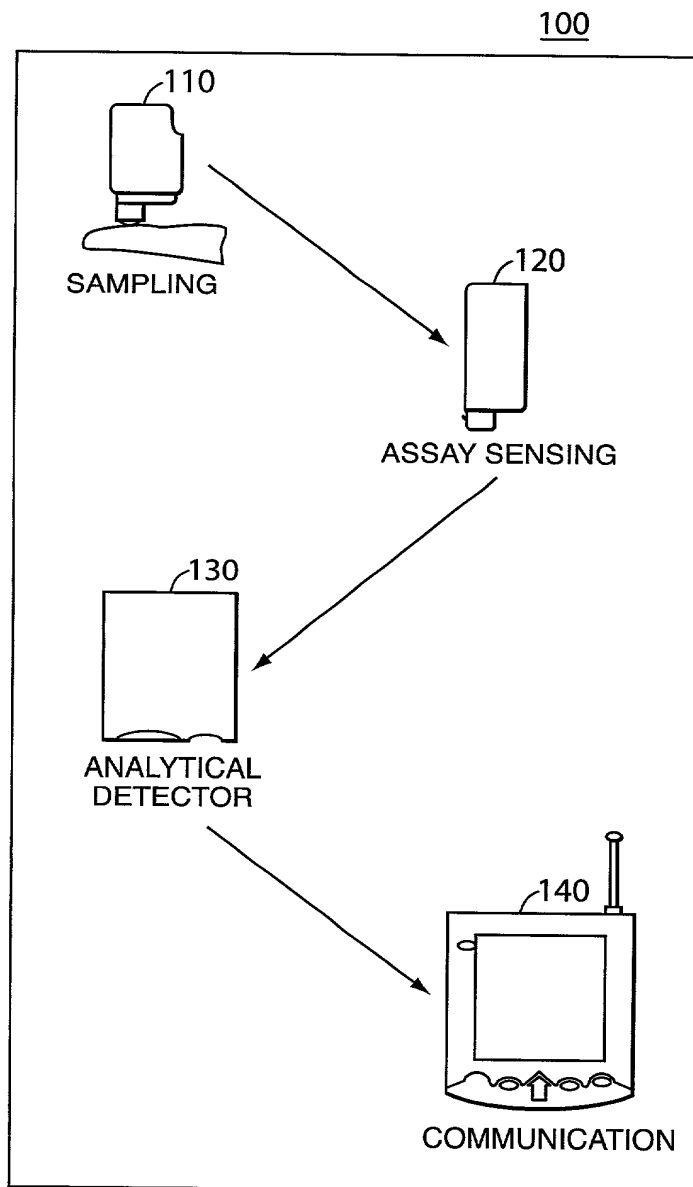 100
110
SAMPLING
120
ASSAY SENSING
130
ANALYTICAL
DETECTOR
140
COMMUNICATION